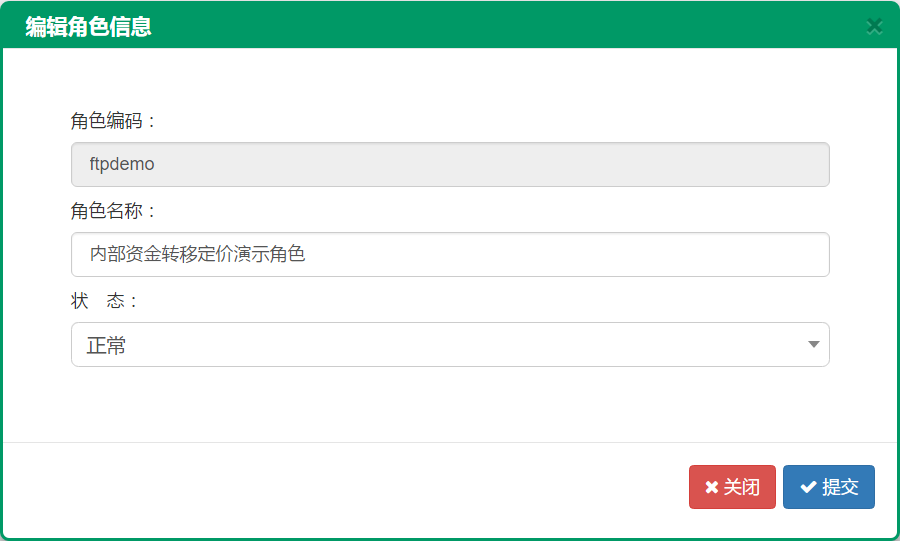 编辑角色信息
角色编码：
ftpdemo
角色名称：
内部资金转移定价演示角色
状　态：
正常
关闭
提交